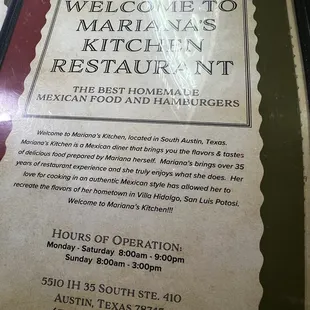 WELCOME TO
MARIANA'S
KITCHEN
RESTAURANT
THE BEST HOMEMADE
MEXICAN FOOD AND HAMBURGERS
Welcome to Mariana's Kitchen, located in South Austin, Texas.
Mariana's Kitchen is a Mexican diner that brings you the flavors & tastes
of delicious food prepared by Mariana herself. Mariana's brings over 35
years of restaurant experience and she truly enjoys what she does. Her
love for cooking in an authentic Mexican style has allowed her to
recreate the flavors of her hometown in Villa Hidalgo, San Luis Potosi.
Welcome to Mariana's Kitchen!!!
HOURS OF OPERATION:
Monday - Saturday 8:00am - 9:00pm
Sunday 8:00am - 3:00pm
5510 IH 35 SOUTH STE. 410
AUSTIN, TEXAS